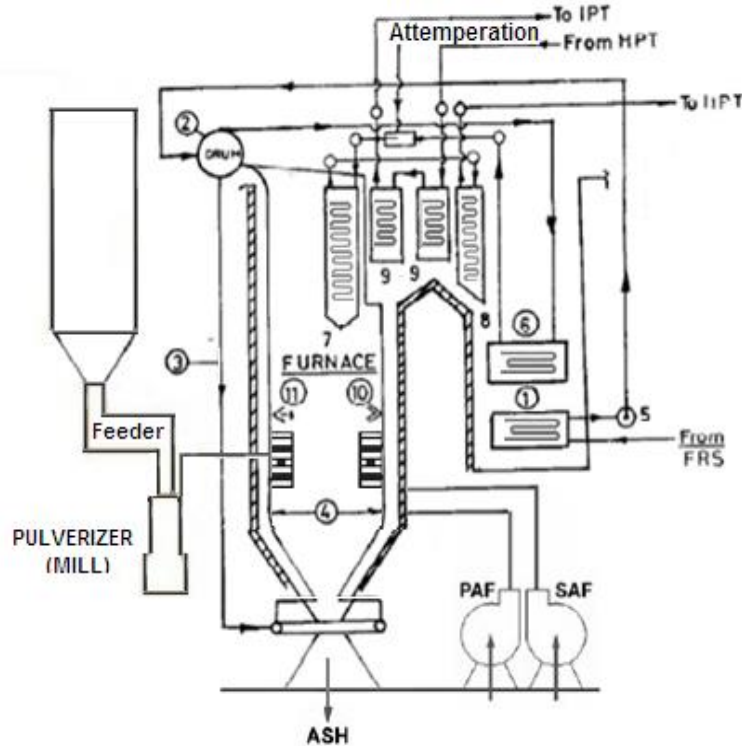 To IPT
Attemperation
From HPT
To HPT
2
DRUM
9
9
7
8
6
3
FURNACE
11
10
1
5
Feeder
From
FRS
4
PULVERIZER
(MILL)
PAF
SAF
ASH